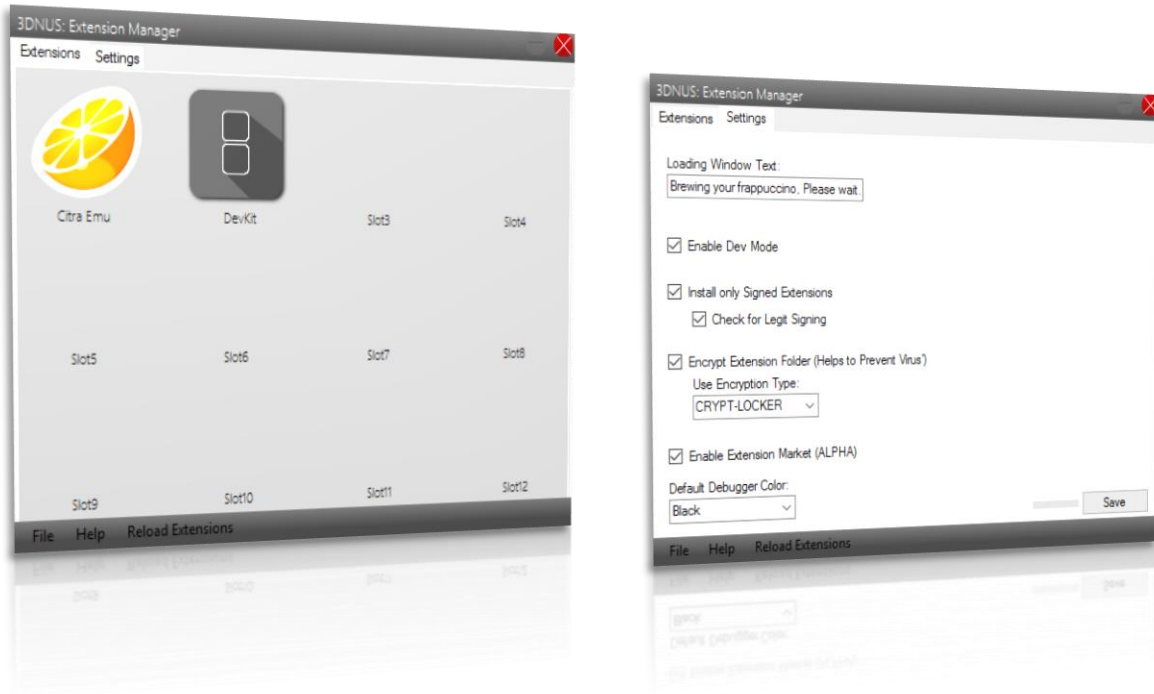 3DNUS: Extension Manager
Extensions Settings
Citra Emu DevKit Slot3 Slot4
Slot5 Slot6 Slot7 Slot8
Slot9 Slot10 Slot11 Slot12
File Help Reload Extensions
3DNUS: Extension Manager
Extensions Settings
Loading Window Text:
Brewing your frappuccino. Please wait.
Enable Dev Mode
Install only Signed Extensions
Check for Legit Signing
Encrypt Extension Folder (Helps to Prevent Virus')
Use Encryption Type:
CRYPT-LOCKER
Enable Extension Market (ALPHA)
Default Debugger Color:
Black
Save
File Help Reload Extensions